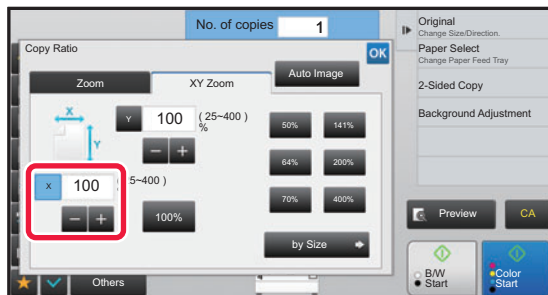 No. of copies 1
Copy Ratio
OK
Zoom
XY Zoom
Auto Image
X
Y
Y 100 ( 25~400 )
%
50% 141%
64% 200%
X 100 5~400 )
70% 400%
100%
by Size
Others
Original
Change Size/Direction.
Paper Select
Change Paper Feed Tray
2-Sided Copy
Background Adjustment
Preview
CA
B/W
Start
Color
Start